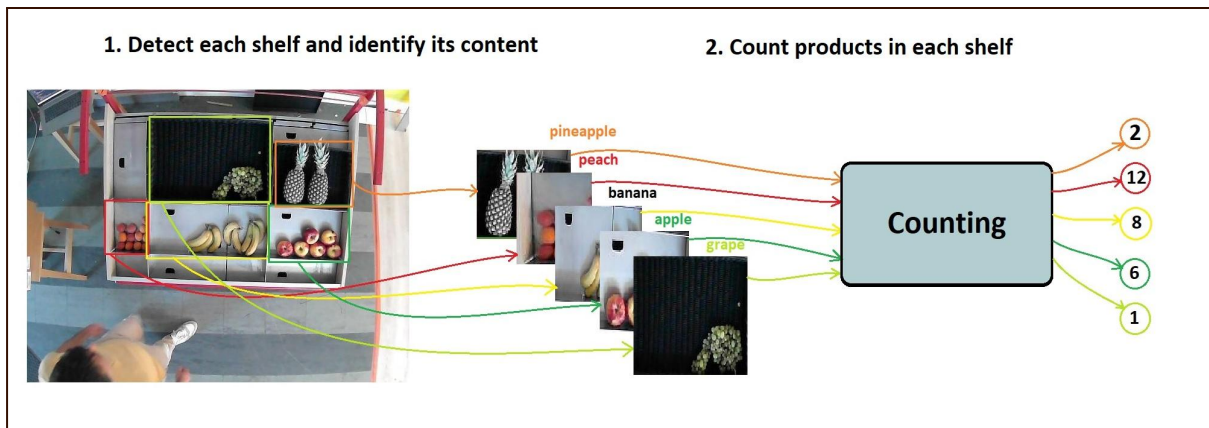 1. Detect each shelf and identify its content
2. Count products in each shelf
pineapple
peach
banana
apple
grape
Counting
2
12
8
6
1